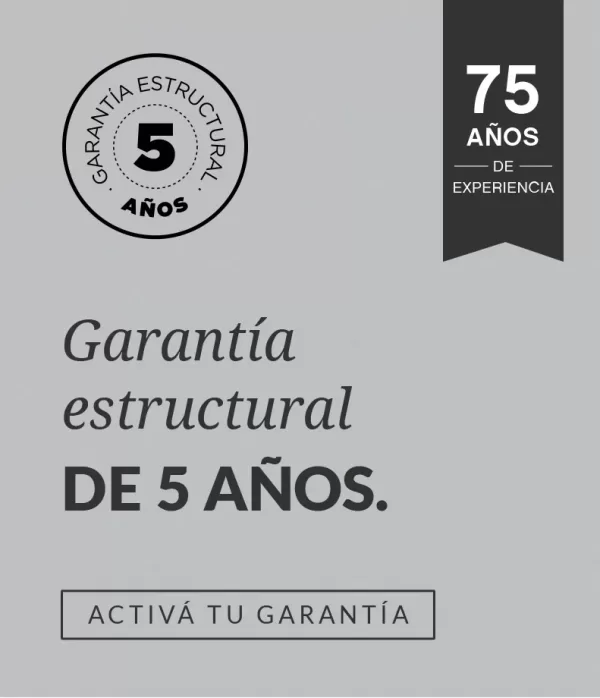 GARANTÍA ESTRUCTURAL
5
AÑOS
75
AÑOS
DE
EXPERIENCIA
Garantía
estructural
DE 5 AÑOS.
ACTIVÁ TU GARANTÍA